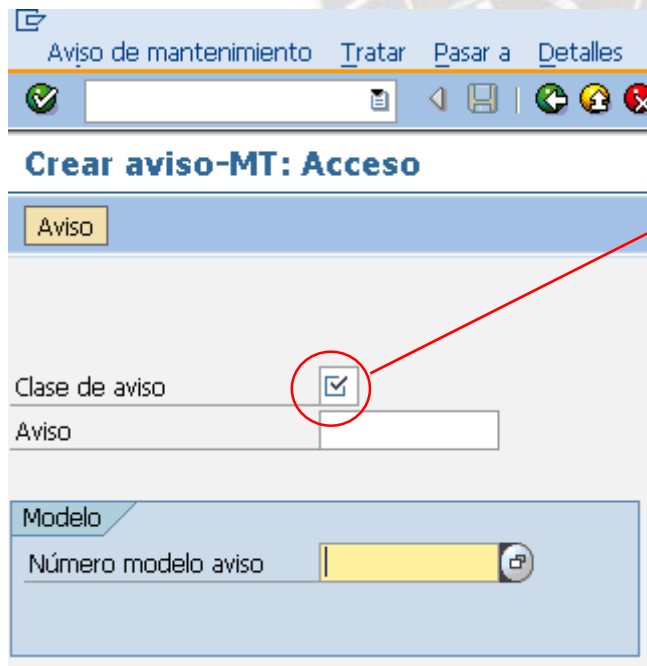 Aviso de mantenimiento Tratar Pasar a Detalles
Crear aviso-MT: Acceso
Aviso
Clase de aviso
Aviso
Modelo
Número modelo aviso